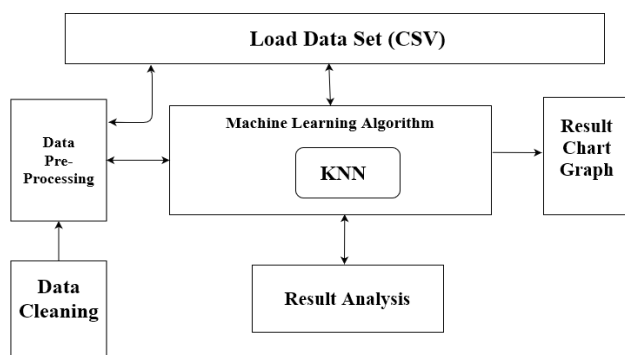 Load Data Set (CSV)
Data
Pre-
Processing
Machine Learning Algorithm
KNN
Result
Chart
Graph
Data
Cleaning
Result Analysis